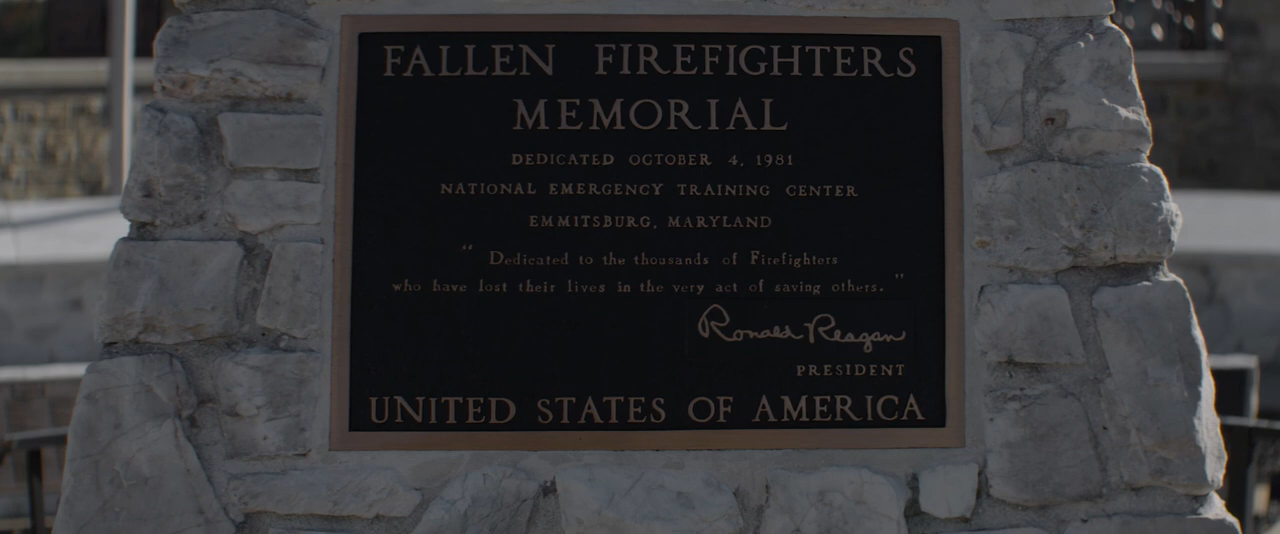 FALLEN FIREFIGHTERS
MEMORIAL
DEDICATED OCTOBER 4, 1981
NATIONAL EMERGENCY TRAINING CENTER
EMMITSBURG, MARYLAND
“ Dedicated to the thousands of Firefighters
who have lost their lives in the very act of saving others. ”
Ronald Reagan
PRESIDENT
UNITED STATES OF AMERICA